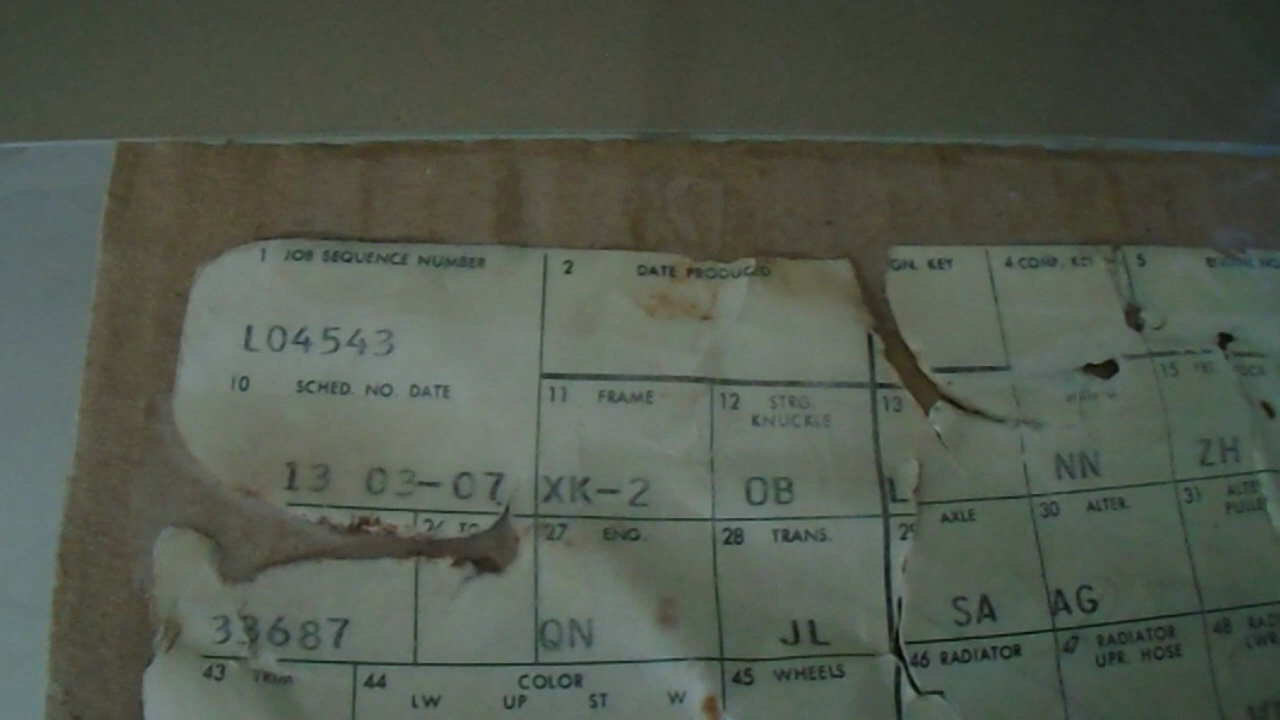 1 JOB SEQUENCE NUMBER 2 DATE PRODUCED GN. KEY 4 COMP. KEY 5
L04543
10 SCHED. NO. DATE 11 FRAME 12 STRG. KNUCKLE 13 15
13 03-07 XK-2 OB L NN ZH
27 ENG. 28 TRANS. 29 AXLE 30 ALTER. 31
33687 QN JL SA AG
43 TRIM 44 COLOR 45 WHEELS 46 RADIATOR 47 RADIATOR UPR. HOSE 48
LW UP ST W